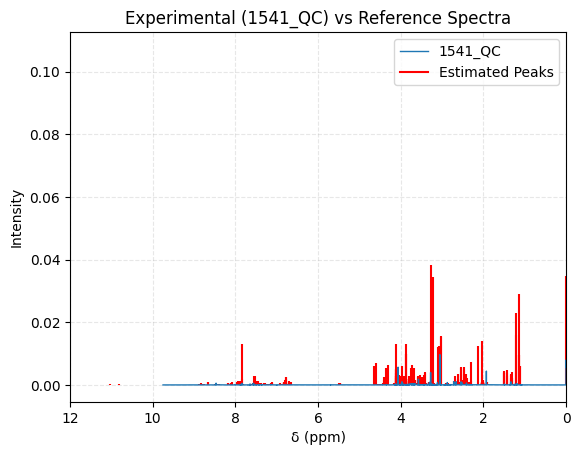 Experimental (1541_QC) vs Reference Spectra
1541_QC
Estimated Peaks
Intensity
0.10
0.08
0.06
0.04
0.02
0.00
12 10 8 6 4 2 0
δ (ppm)